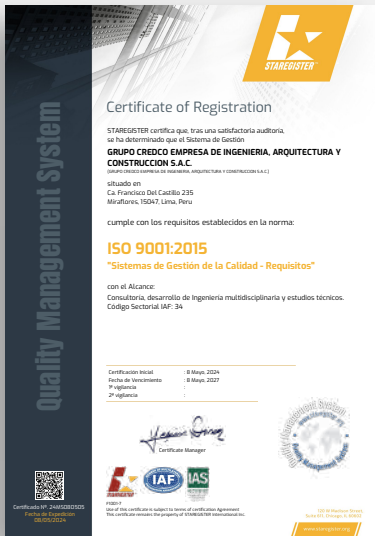 STAREGISTER
Quality Management System
Certificate of Registration
STAREGISTER certifica que, tras una satisfactoria auditoria,
se ha determinado que el Sistema de Gestión
GRUPO CREDCO EMPRESA DE INGENIERIA, ARQUITECTURA Y
CONSTRUCCION S.A.C.
(GRUPO CREDCO EMPRESA DE INGENIERIA, ARQUITECTURA Y CONSTRUCCION S.A.C.)
situado en
Ca. Francisco Del Castillo 235
Miraflores, 15047, Lima, Peru
cumple con los requisitos establecidos en la norma:
ISO 9001:2015
"Sistemas de Gestión de la Calidad - Requisitos"
con el Alcance:
Consultoria, desarrollo de Ingenieria multidisciplinaria y estudios técnicos.
Código Sectorial IAF: 34
Certificación Inicial : 8 Mayo, 2024
Fecha de Vencimiento : 8 Mayo, 2027
1ª vigilancia :
2ª vigilancia :
Certificate Manager
IAF
IAS
Certificado Nº. 24MSOBO505
Fecha de Expedición
08/05/2024
Use of this certificate is subject to terms of certification Agreement
This certificate remains the property of STAREGISTER International Inc.
Quality Management System
www.staregister.org